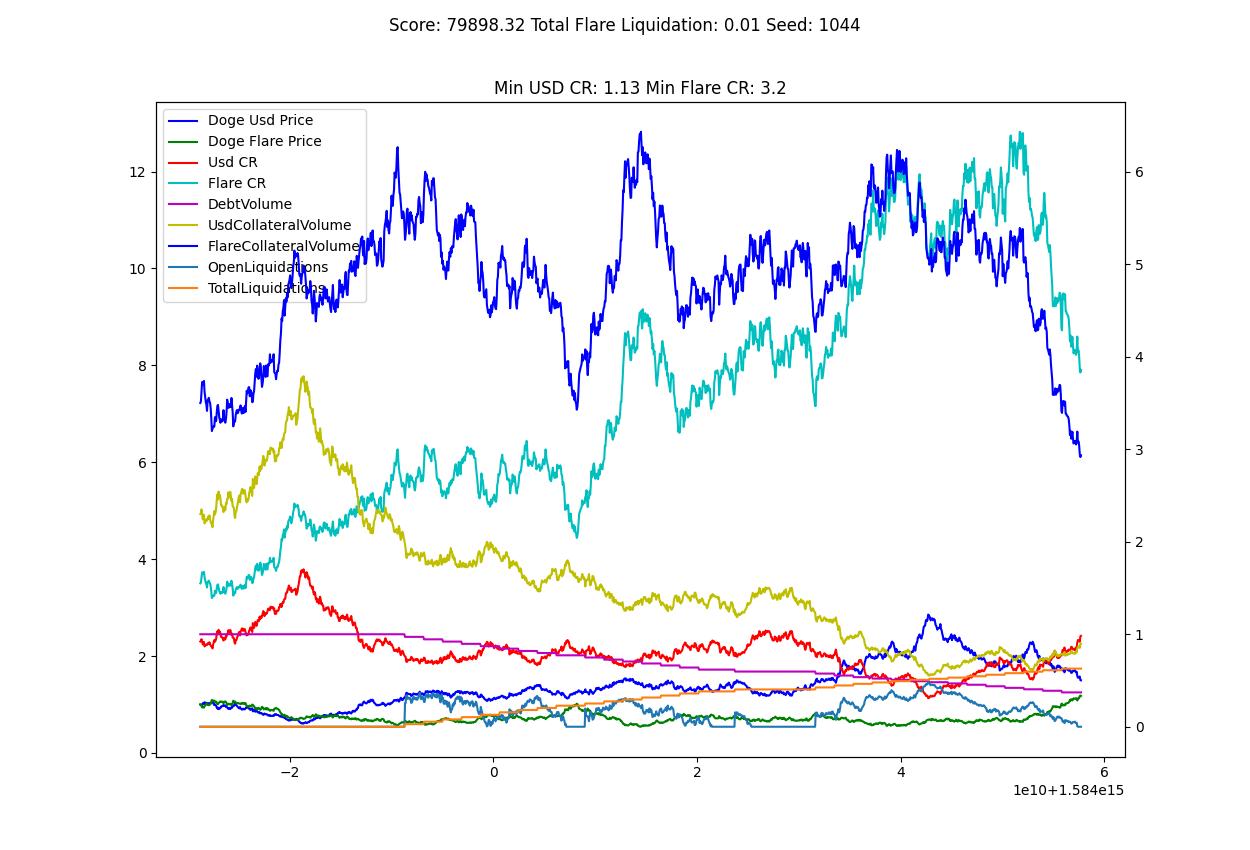 Score: 79898.32 Total Flare Liquidation: 0.01 Seed: 1044
Min USD CR: 1.13 Min Flare CR: 3.2
Doge Usd Price
Doge Flare Price
Usd CR
Flare CR
DebtVolume
UsdCollateralVolume
FlareCollateralVolume
OpenLiquidations
TotalLiquidations
12
10
8
6
4
2
0
6
5
4
3
2
1
0
−2
0
2
4
6
1e10+1.584e15